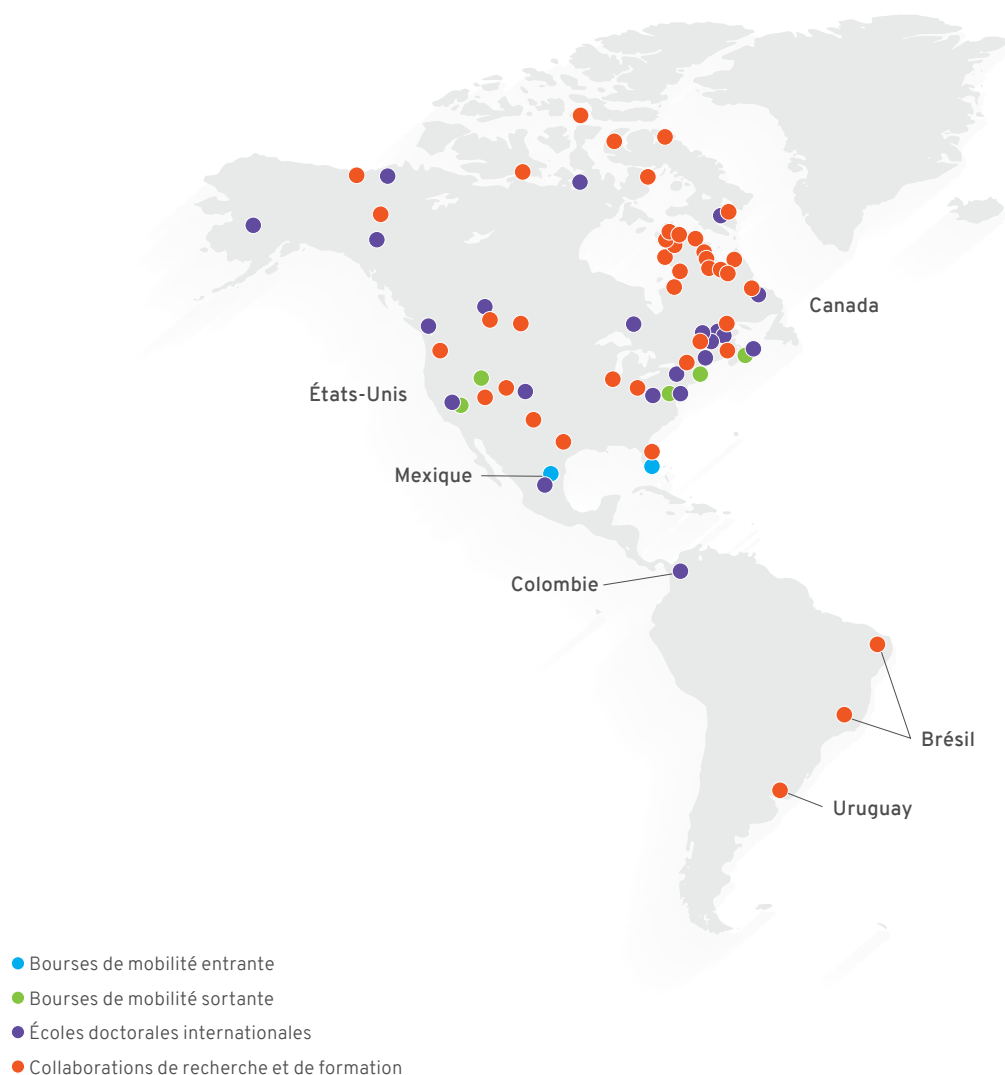 Canada
États-Unis
Mexique
Colombie
Brésil
Uruguay
Bourses de mobilité entrante
Bourses de mobilité sortante
Écoles doctorales internationales
Collaborations de recherche et de formation